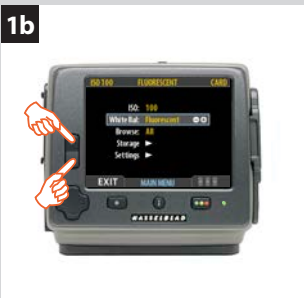 1b
ISO 100 FLUORESCENT CARD
ISO: 100
White Bal: Fluorescent
Browse: All
Storage ►
Settings ►
EXIT MAIN MENU
HASSELBLAD